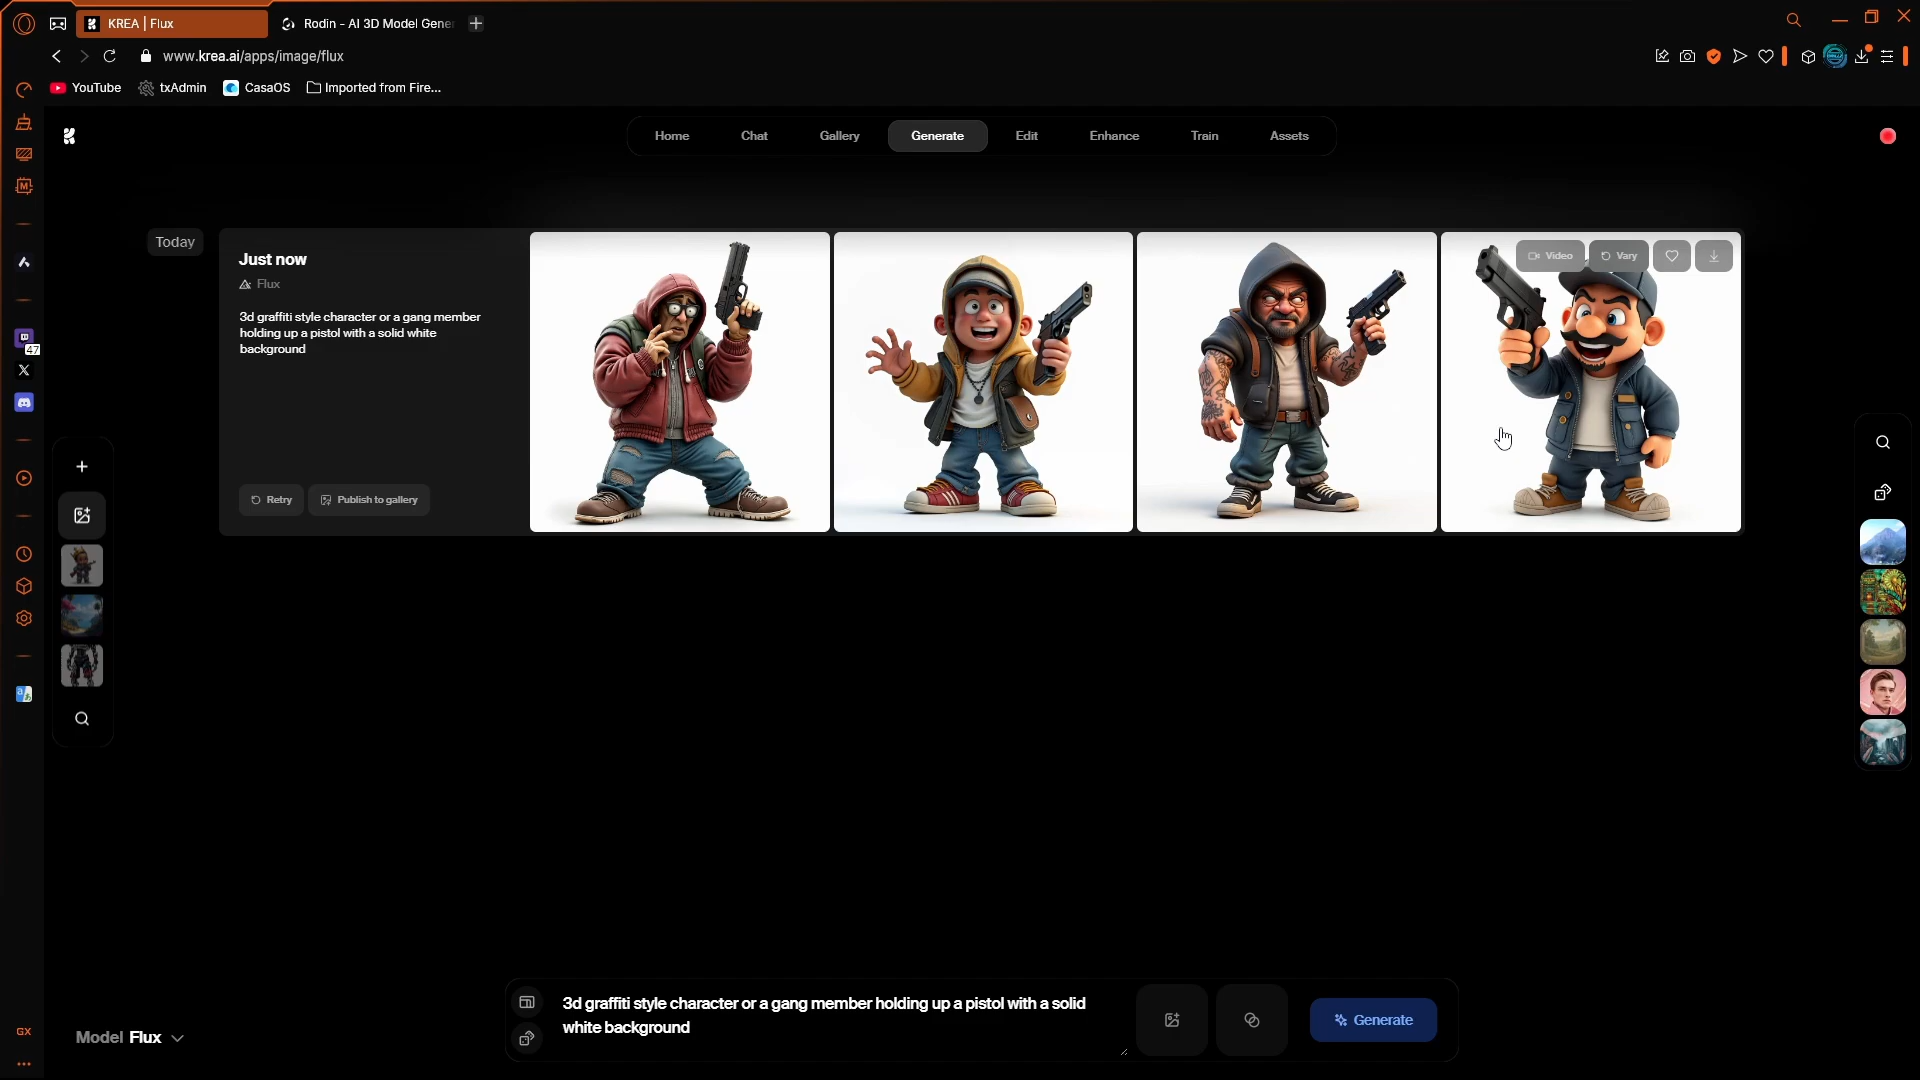 KREA | Flux
Rodin - AI 3D Model Gene
www.krea.ai/apps/image/flux
YouTube
txAdmin
CasaOS
Imported from Fire...
Home
Chat
Gallery
Generate
Edit
Enhance
Train
Assets
Today
Just now
Flux
3d graffiti style character or a gang member
holding up a pistol with a solid white
background
Retry
Publish to gallery
Video
Vary
M
47
GX
3d graffiti style character or a gang member holding up a pistol with a solid
white background
Generate
Model Flux